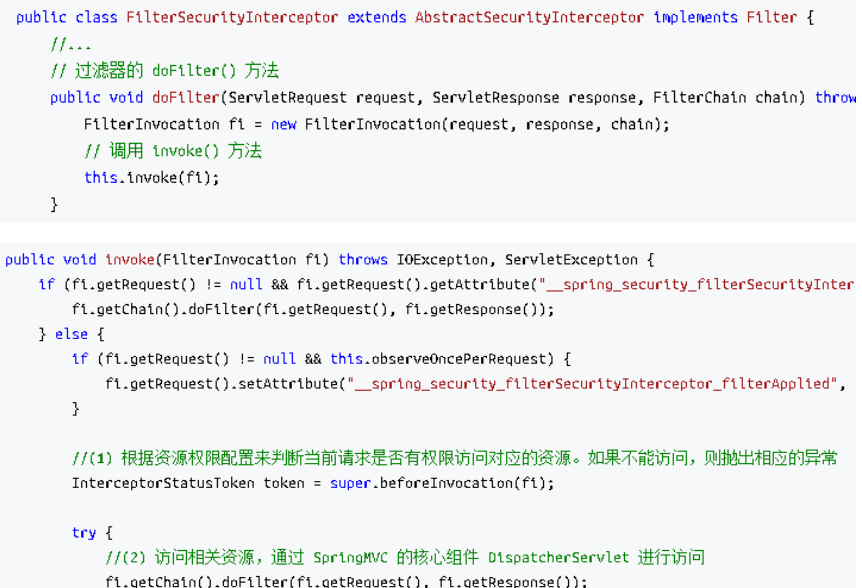 public class FilterSecurityInterceptor extends AbstractSecurityInterceptor implements Filter {
//...
// 过滤器的 doFilter() 方法
public void doFilter(ServletRequest request, ServletResponse response, FilterChain chain) throw
FilterInvocation fi = new FilterInvocation(request, response, chain);
// 调用 invoke() 方法
this.invoke(fi);
}
public void invoke(FilterInvocation fi) throws IOException, ServletException {
if (fi.getRequest() != null && fi.getRequest().getAttribute("__spring_security_filterSecurityInter
fi.getChain().doFilter(fi.getRequest(), fi.getResponse());
} else {
if (fi.getRequest() != null && this.observeOncePerRequest) {
fi.getRequest().setAttribute("__spring_security_filterSecurityInterceptor_filterApplied",
}
//(1) 根据资源权限配置来判断当前请求是否有权限访问对应的资源。如果不能访问，则抛出相应的异常
InterceptorStatusToken token = super.beforeInvocation(fi);
try {
//(2) 访问相关资源，通过 SpringMVC 的核心组件 DispatcherServlet 进行访问
fi.getChain().doFilter(fi.getRequest(), fi.getResponse());